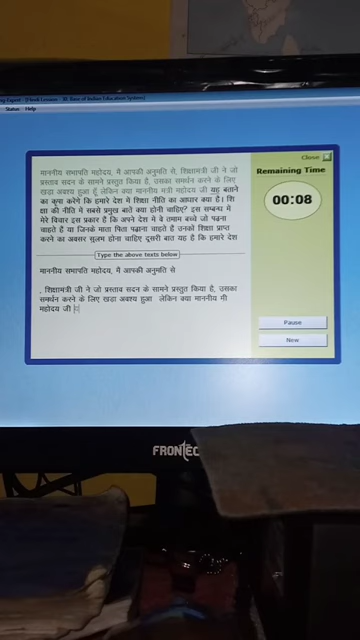 Status Help
Close
माननीय सभापति महोदय, मैं आपकी अनुमति से, शिक्षामंत्री जी ने जो
प्रस्ताव सदन के सामने प्रस्तुत किया है, उसका समर्थन करने के लिए
खड़ा अवश्य हुआ हूँ लेकिन क्या माननीय मंत्री महोदय जी यह बताने
का कृपा करेंगे कि हमारे देश में शिक्षा नीति का आधार क्या है। शि
क्षा की नीति में सबसे प्रमुख बाते क्या होनी चाहिए? इस सम्बन्ध में
मेरे विचार इस प्रकार हैं कि अपने देश में वे तमाम बच्चे जो पढ़ना
चाहते हैं या जिनके माता पिता पढ़ाना चाहते हैं उनको शिक्षा प्राप्त
करने का अवसर सुलभ होना चाहिए दूसरी बात यह है कि हमारे देश
Remaining Time
00:08
Type the above texts below
माननीय सभापति महोदय, मैं आपकी अनुमति से
. शिक्षामंत्री जी ने जो प्रस्ताव सदन के सामने प्रस्तुत किया है, उसका
समर्थन करने के लिए खड़ा अवश्य हुआ लेकिन क्या माननीय गी
महोदय जी
Pause
New
FRONTEC